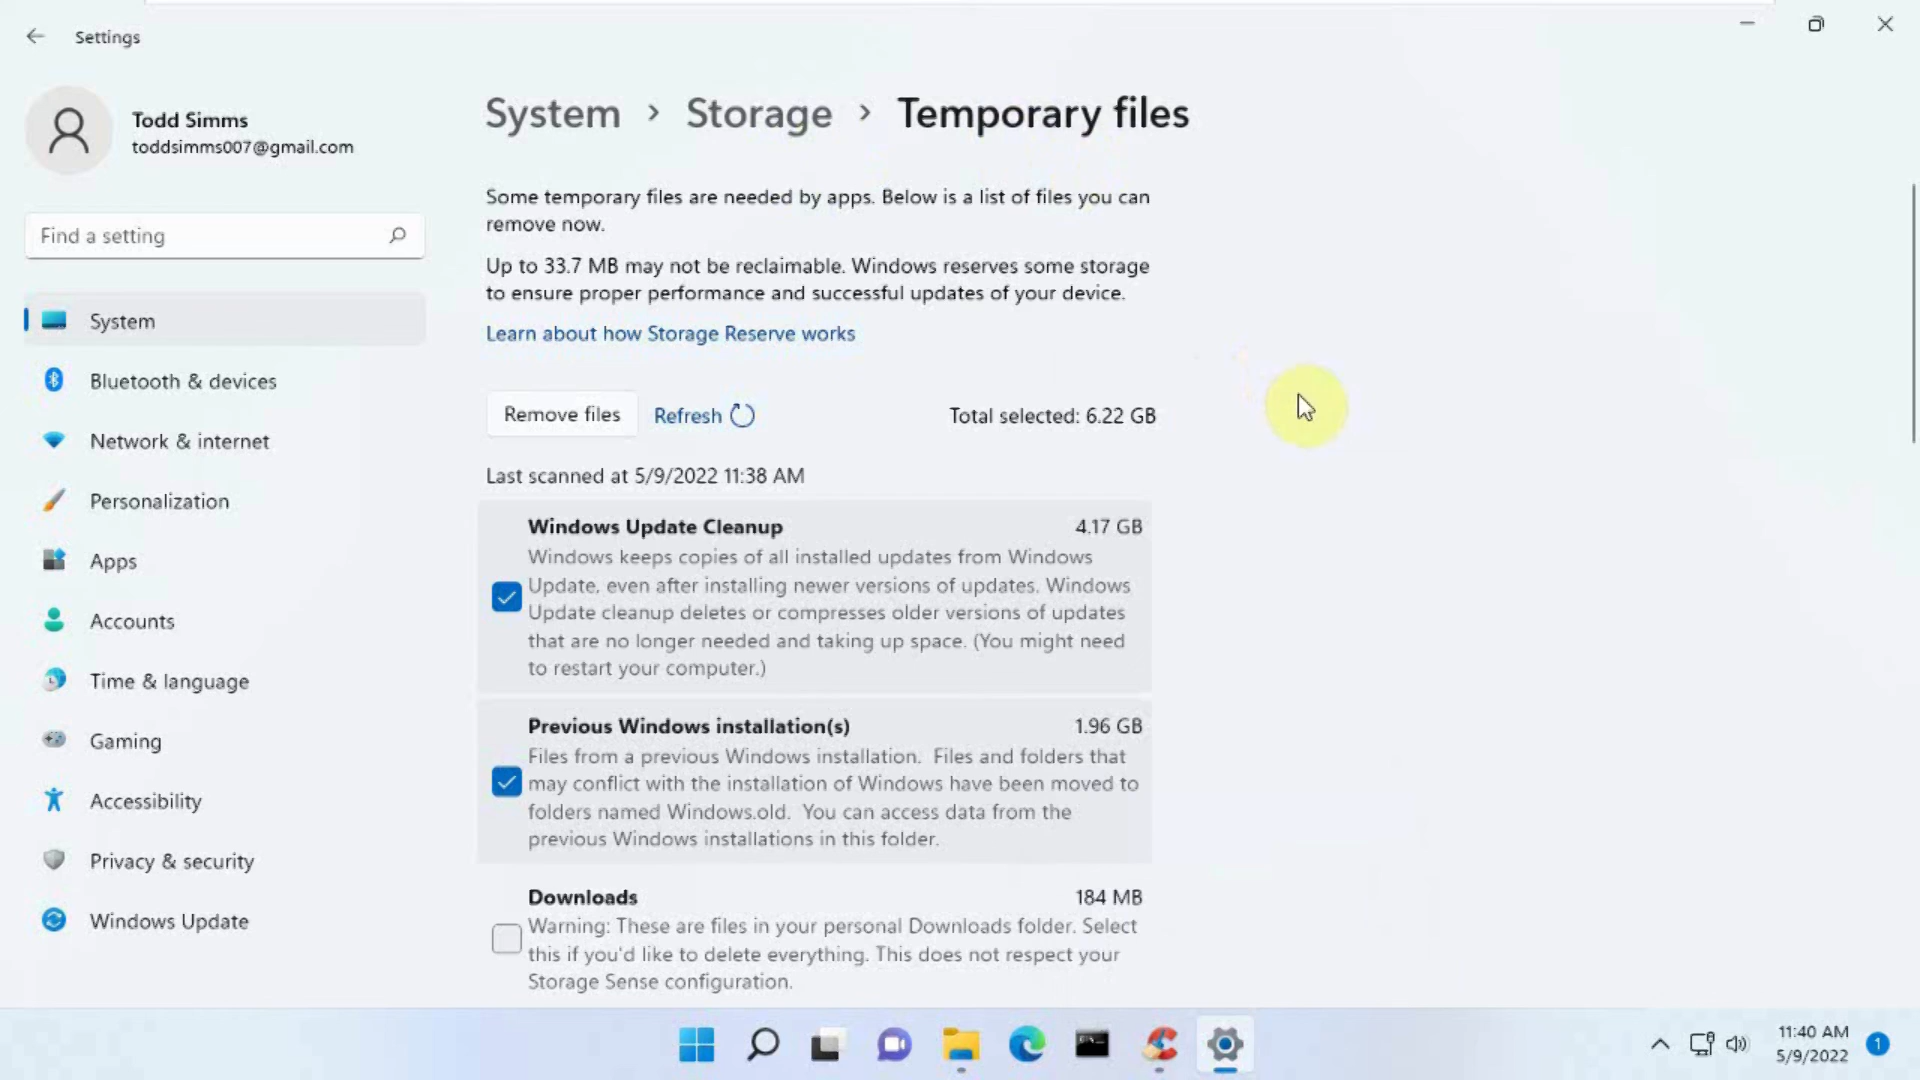 Settings
Todd Simms
toddsimms007@gmail.com
Find a setting
System
Bluetooth & devices
Network & internet
Personalization
Apps
Accounts
Time & language
Gaming
Accessibility
Privacy & security
Windows Update
System › Storage › Temporary files
Some temporary files are needed by apps. Below is a list of files you can
remove now.
Up to 33.7 MB may not be reclaimable. Windows reserves some storage
to ensure proper performance and successful updates of your device.
Learn about how Storage Reserve works
Remove files Refresh Total selected: 6.22 GB
Last scanned at 5/9/2022 11:38 AM
Windows Update Cleanup 4.17 GB
Windows keeps copies of all installed updates from Windows
Update, even after installing newer versions of updates. Windows
Update cleanup deletes or compresses older versions of updates
that are no longer needed and taking up space. (You might need
to restart your computer.)
Previous Windows installation(s) 1.96 GB
Files from a previous Windows installation.  Files and folders that
may conflict with the installation of Windows have been moved to
folders named Windows.old.  You can access data from the
previous Windows installations in this folder.
Downloads 184 MB
Warning: These are files in your personal Downloads folder. Select
this if you'd like to delete everything. This does not respect your
Storage Sense configuration.
11:40 AM
5/9/2022
1